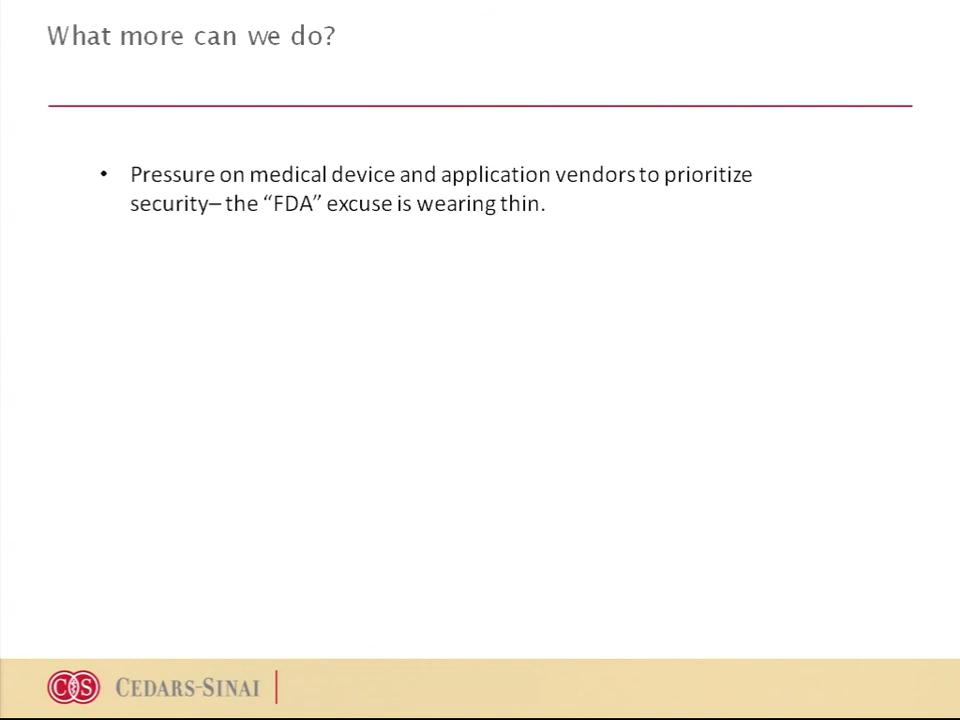 What more can we do?
• Pressure on medical device and application vendors to prioritize
security– the “FDA” excuse is wearing thin.
CS CEDARS-SINAI